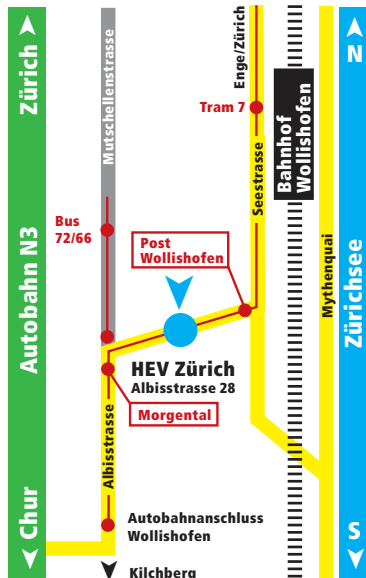 Zürich
Autobahn N3
Chur
Mutschellenstrasse
Enge/Zürich
Tram 7
Seestrasse
Bahnhof
Wollishofen
N
Zürichsee
S
Mythenquai
Bus
72/66
Post
Wollishofen
HEV Zürich
Albisstrasse 28
Morgental
Albisstrasse
Autobahnanschluss
Wollishofen
Kilchberg